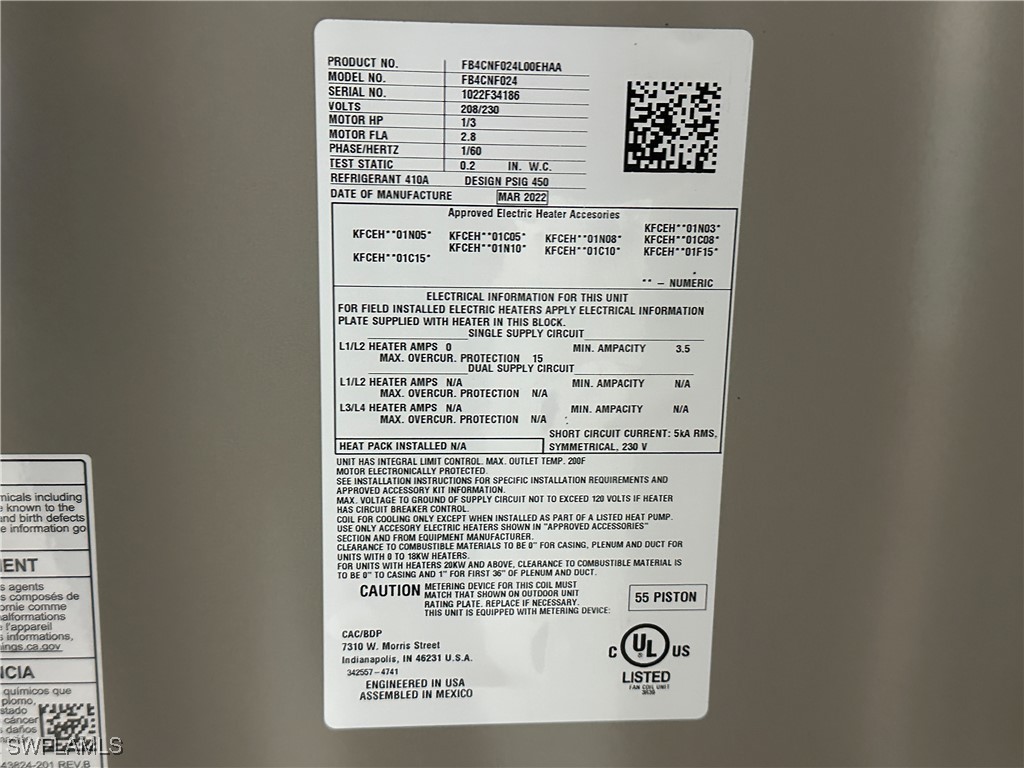 PRODUCT NO. FB4CNF024L00EHAA
MODEL NO. FB4CNF024
SERIAL NO. 1022F34186
VOLTS 208/230
MOTOR HP 1/3
MOTOR FLA 2.8
PHASE/HERTZ 1/60
TEST STATIC 0.2 IN. W.C.
REFRIGERANT 410A DESIGN PSIG 450
DATE OF MANUFACTURE MAR 2022
Approved Electric Heater Accesories
KFCEH**01N05* KFCEH**01C05* KFCEH**01N08* KFCEH**01N03*
KFCEH**01N10* KFCEH**01C10* KFCEH**01C08*
KFCEH**01C15* KFCEH**01F15*
** - NUMERIC
ELECTRICAL INFORMATION FOR THIS UNIT
FOR FIELD INSTALLED ELECTRIC HEATERS APPLY ELECTRICAL INFORMATION
PLATE SUPPLIED WITH HEATER IN THIS BLOCK.
SINGLE SUPPLY CIRCUIT
L1/L2 HEATER AMPS 0 MIN. AMPACITY 3.5
MAX. OVERCUR. PROTECTION 15
DUAL SUPPLY CIRCUIT
L1/L2 HEATER AMPS N/A MIN. AMPACITY N/A
MAX. OVERCUR. PROTECTION N/A
L3/L4 HEATER AMPS N/A MIN. AMPACITY N/A
MAX. OVERCUR. PROTECTION N/A
SHORT CIRCUIT CURRENT: 5kA RMS,
HEAT PACK INSTALLED N/A SYMMETRICAL, 230 V
UNIT HAS INTEGRAL LIMIT CONTROL. MAX. OUTLET TEMP. 200F
MOTOR ELECTRONICALLY PROTECTED.
SEE INSTALLATION INSTRUCTIONS FOR SPECIFIC INSTALLATION REQUIREMENTS AND
APPROVED ACCESSORY KIT INFORMATION.
MAX. VOLTAGE TO GROUND OF SUPPLY CIRCUIT NOT TO EXCEED 120 VOLTS IF HEATER
HAS CIRCUIT BREAKER CONTROL.
COIL FOR COOLING ONLY EXCEPT WHEN INSTALLED AS PART OF A LISTED HEAT PUMP.
USE ONLY ACCESORY ELECTRIC HEATERS SHOWN IN "APPROVED ACCESSORIES"
SECTION AND FROM EQUIPMENT MANUFACTURER.
CLEARANCE TO COMBUSTIBLE MATERIALS TO BE 0" FOR CASING, PLENUM AND DUCT FOR
UNITS WITH 0 TO 18KW HEATERS.
FOR UNITS WITH HEATERS 20KW AND ABOVE, CLEARANCE TO COMBUSTIBLE MATERIAL IS
TO BE 0" TO CASING AND 1" FOR FIRST 36" OF PLENUM AND DUCT.
CAUTION METERING DEVICE FOR THIS COIL MUST
MATCH THAT SHOWN ON OUTDOOR UNIT
RATING PLATE. REPLACE IF NECESSARY.
THIS UNIT IS EQUIPPED WITH METERING DEVICE:
55 PISTON
CAC/BDP
7310 W. Morris Street
Indianapolis, IN 46231 U.S.A.
342557-4741
ENGINEERED IN USA
ASSEMBLED IN MEXICO
C UL US
LISTED
FAN COIL UNIT
micals including
known to the
and birth defects
e information go
ENT
s agents
s composés de
omie comme
alformations
l'appareil
s informations,
ings.ca.gov
CIA
químicos que
plomo,
stado
cáncer
daños
43824-201 REV.B
SWFLAMLS